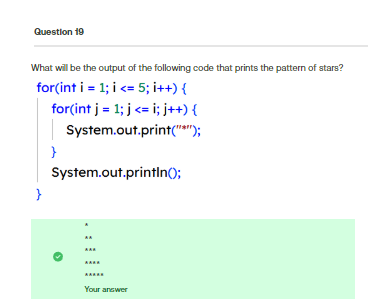 Question 19
What will be the output of the following code that prints the pattern of stars?
for(int i = 1; i <= 5; i++) {
for(int j = 1; j <= i; j++) {
System.out.print("*");
}
System.out.println();
}
*
**
***
****
*****
Your answer